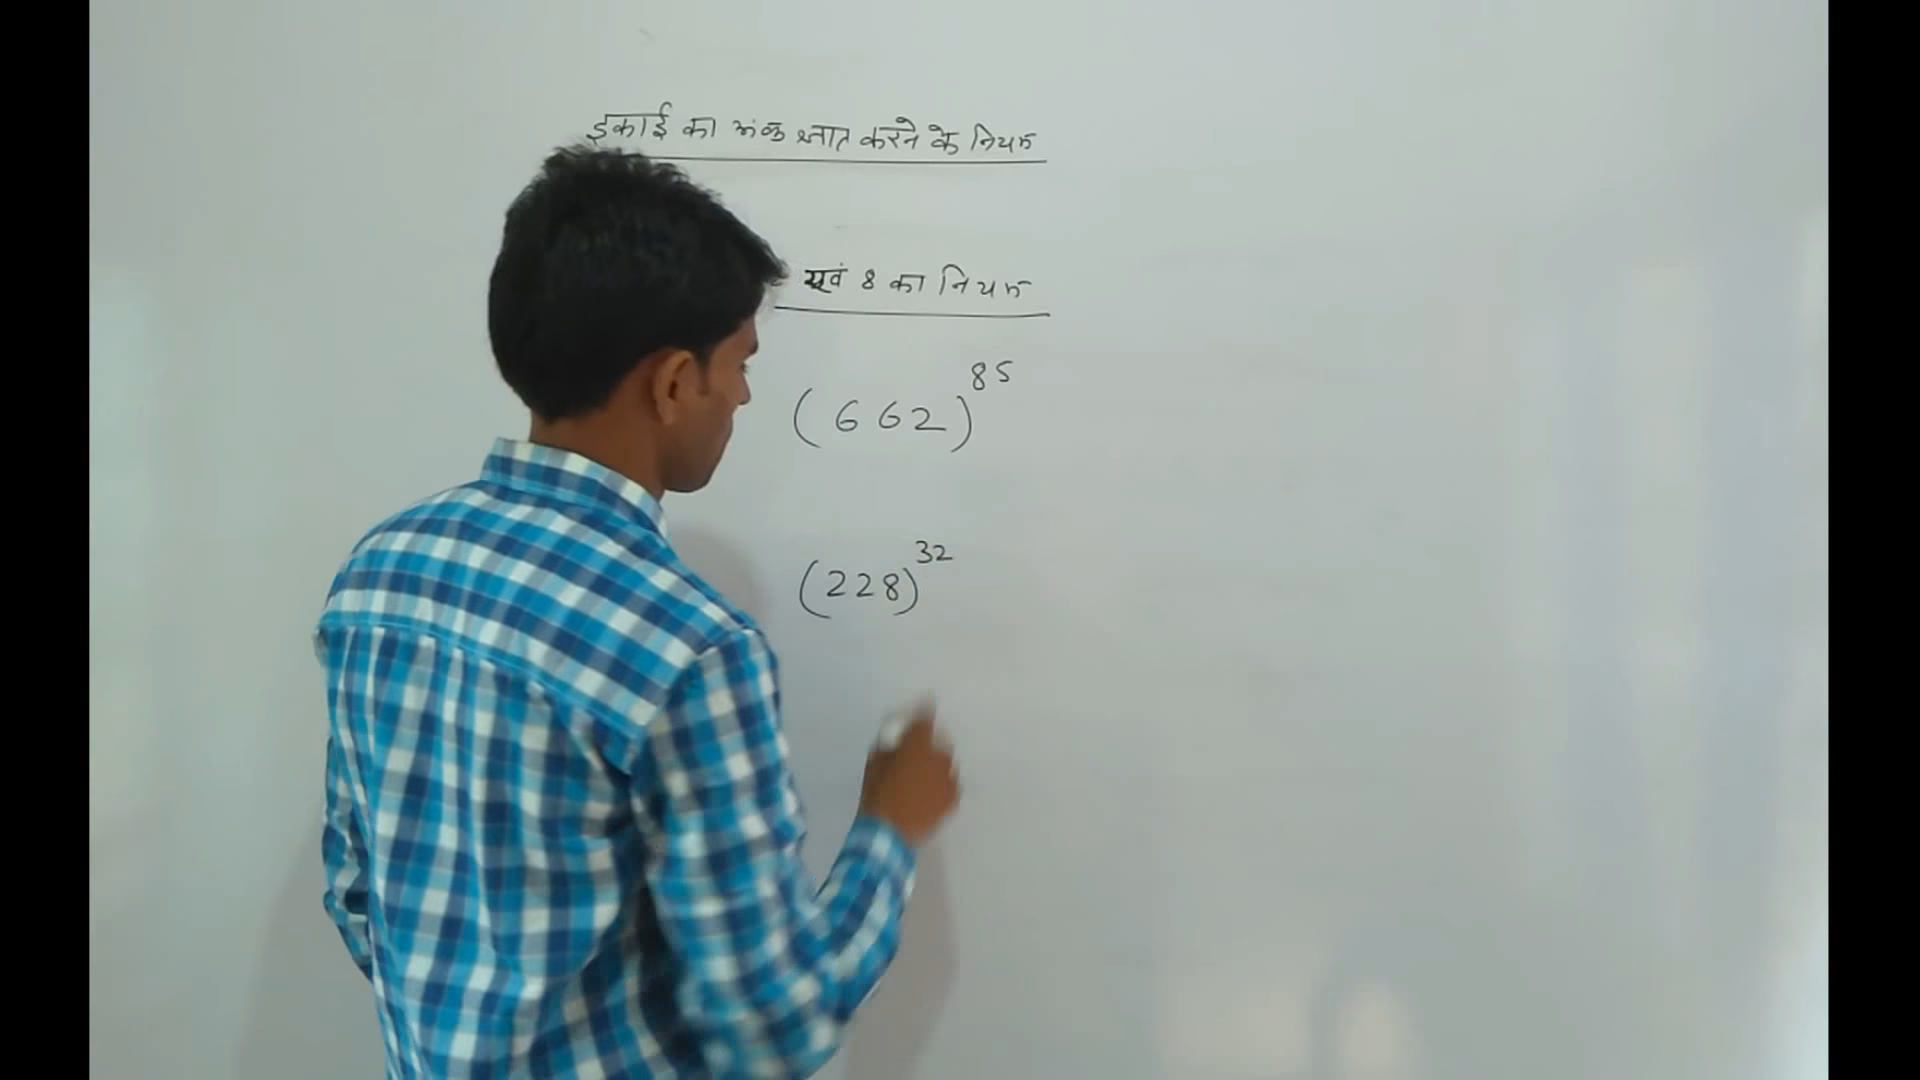 इकाई का अंक ज्ञात करने के नियम
एवं 8 का नियम
(662)^85
(228)^32